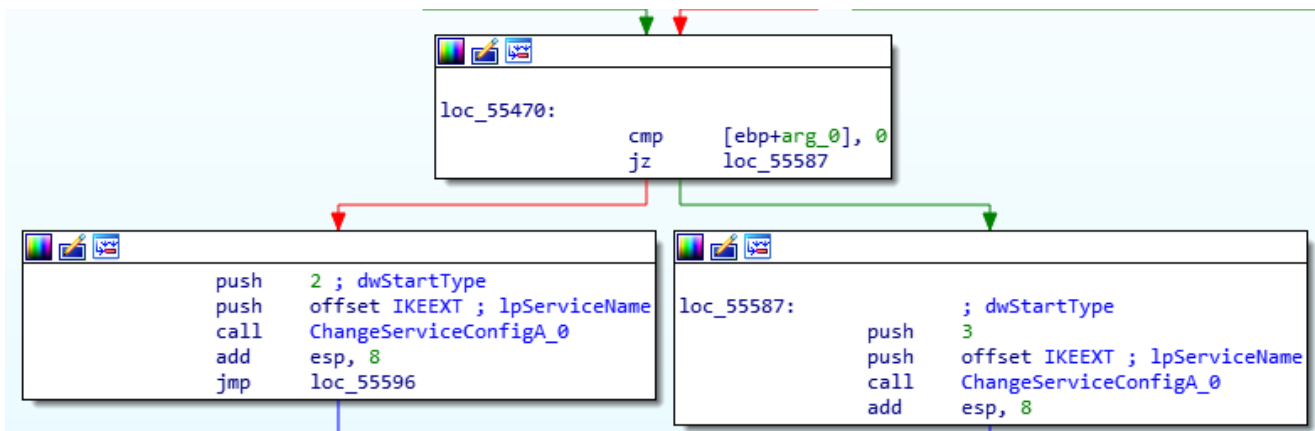 loc_55470:
cmp [ebp+arg_0], 0
jz loc_55587
push 2 ; dwStartType
push offset IKEEXT ; lpServiceName
call ChangeServiceConfigA_0
add esp, 8
jmp loc_55596
loc_55587: ; dwStartType
push 3
push offset IKEEXT ; lpServiceName
call ChangeServiceConfigA_0
add esp, 8